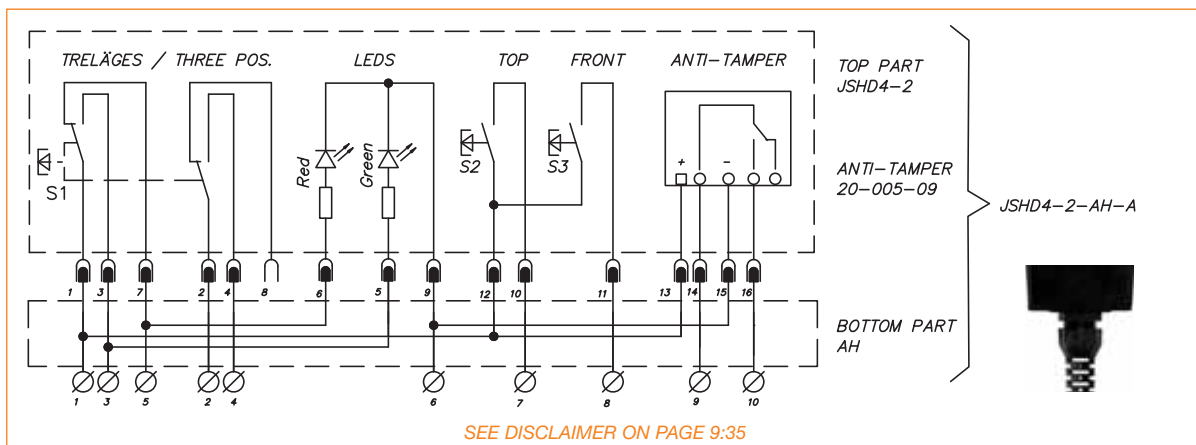 TRELÄGES / THREE POS.
LEDS
TOP
FRONT
ANTI-TAMPER
TOP PART
JSHD4-2
ANTI-TAMPER
20-005-09
JSHD4-2-AH-A
S1
Red
Green
S2
S3
+
-
1 3 7 2 4 8 6 5 9 12 10 11 13 14 15 16
BOTTOM PART
AH
1 3 5 2 4 6 7 8 9 10
SEE DISCLAIMER ON PAGE 9:35